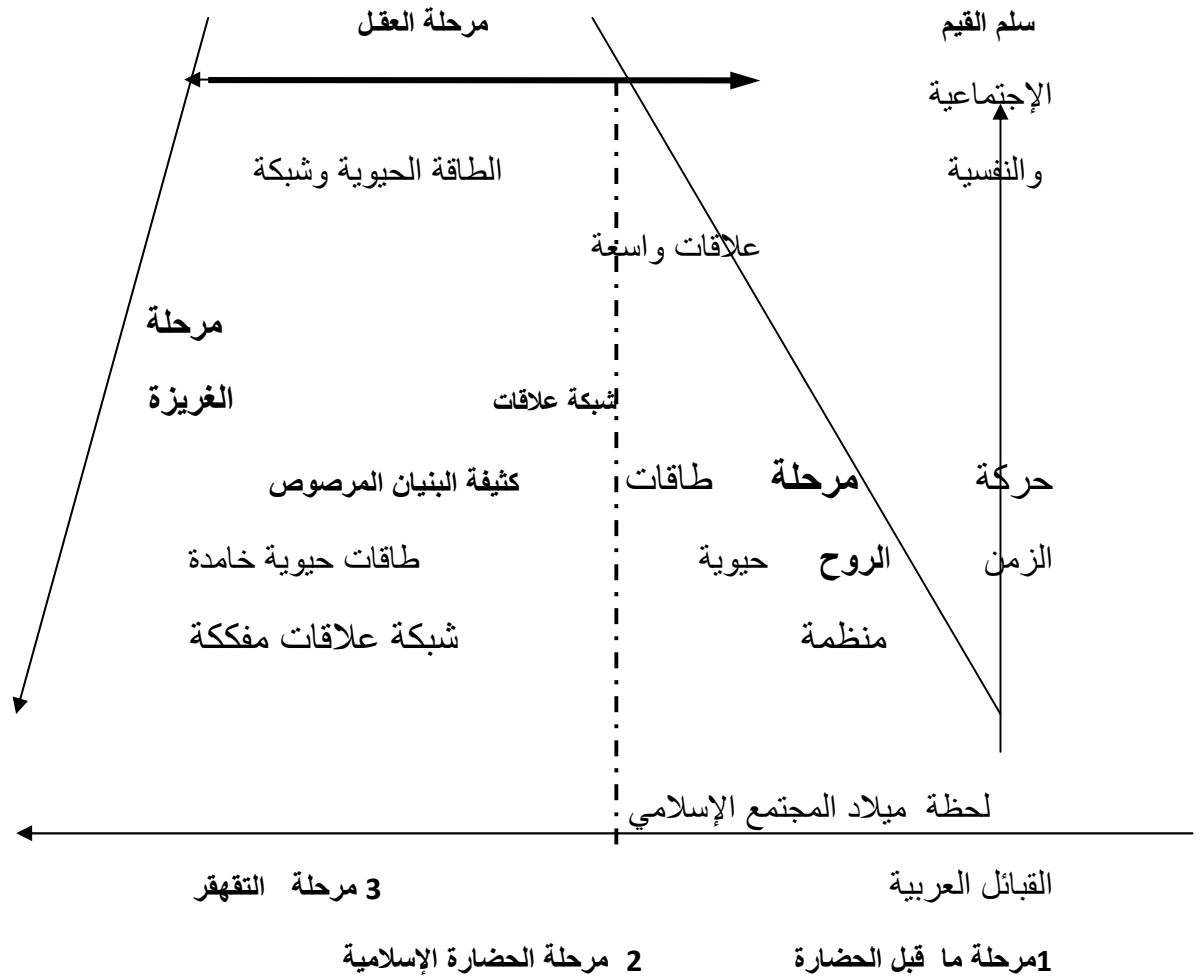 سلم القيم مرحلة العقل
الإجتماعية
والنفسية الطاقة الحيوية وشبكة
علاقات واسعة
مرحلة
الغريزة شبكة علاقات
حركة مرحلة طاقات كثيفة البنيان المرصوص
الزمن الروح حيوية طاقات حيوية خامدة
منظمة شبكة علاقات مفككة
لحظة ميلاد المجتمع الإسلامي
القبائل العربية 3 مرحلة التقهقر
1مرحلة ما قبل الحضارة 2 مرحلة الحضارة الإسلامية